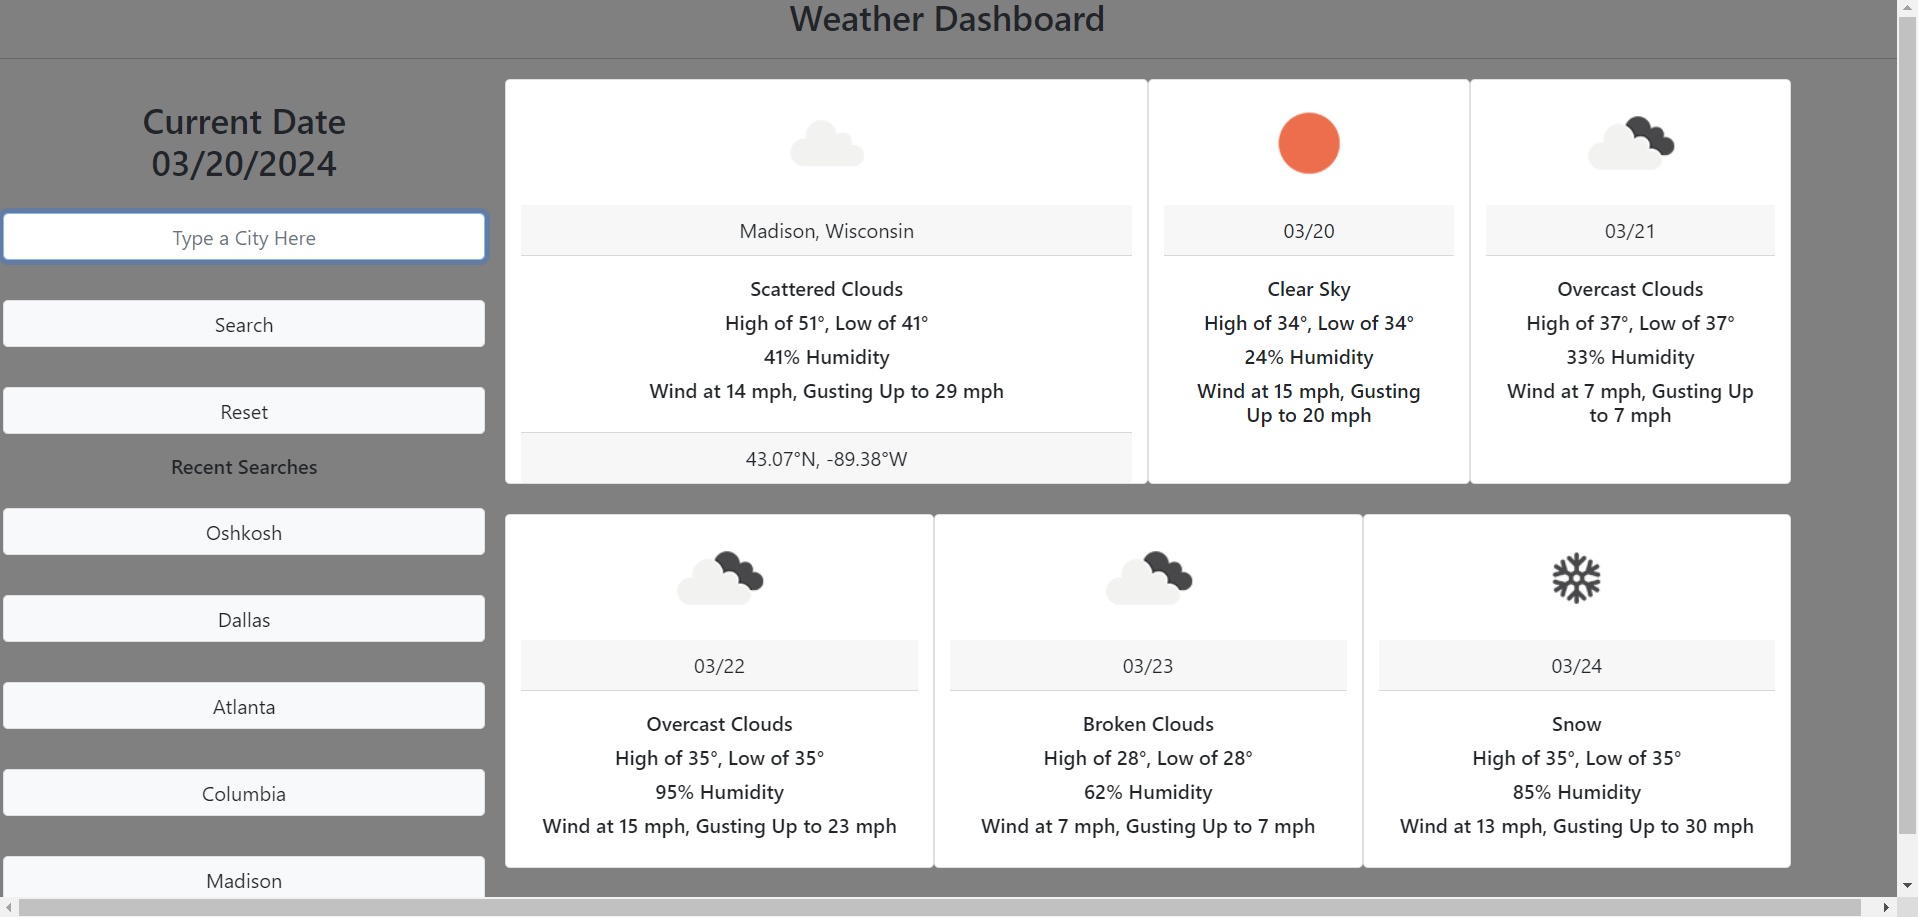 Weather Dashboard
Current Date
03/20/2024
Type a City Here
Search
Reset
Recent Searches
Oshkosh
Dallas
Atlanta
Columbia
Madison
Madison, Wisconsin
Scattered Clouds
High of 51°, Low of 41°
41% Humidity
Wind at 14 mph, Gusting Up to 29 mph
43.07°N, -89.38°W
03/20
Clear Sky
High of 34°, Low of 34°
24% Humidity
Wind at 15 mph, Gusting
Up to 20 mph
03/21
Overcast Clouds
High of 37°, Low of 37°
33% Humidity
Wind at 7 mph, Gusting Up
to 7 mph
03/22
Overcast Clouds
High of 35°, Low of 35°
95% Humidity
Wind at 15 mph, Gusting Up to 23 mph
03/23
Broken Clouds
High of 28°, Low of 28°
62% Humidity
Wind at 7 mph, Gusting Up to 7 mph
03/24
Snow
High of 35°, Low of 35°
85% Humidity
Wind at 13 mph, Gusting Up to 30 mph